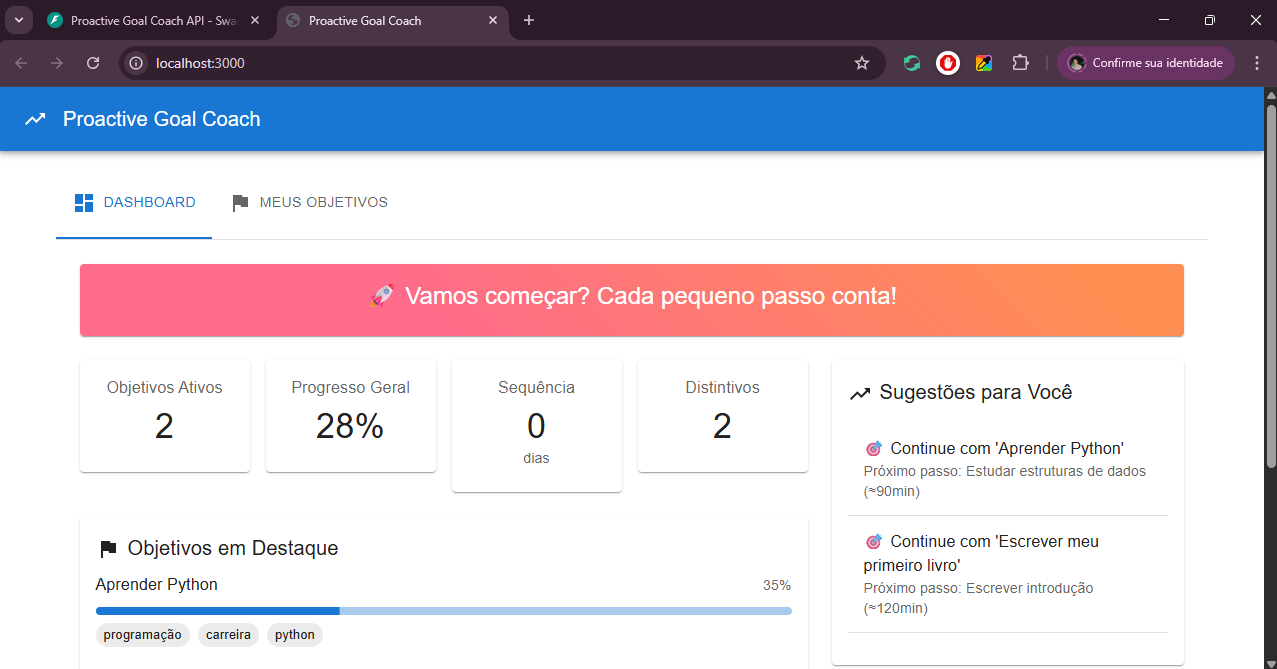 Proactive Goal Coach API - Swa
Proactive Goal Coach
localhost:3000
Confirme sua identidade
Proactive Goal Coach
DASHBOARD
MEUS OBJETIVOS
🚀 Vamos começar? Cada pequeno passo conta!
Objetivos Ativos
2
Progresso Geral
28%
Sequência
0
dias
Distintivos
2
Sugestões para Você
🎯 Continue com 'Aprender Python'
Próximo passo: Estudar estruturas de dados
(≈90min)
🎯 Continue com 'Escrever meu
primeiro livro'
Próximo passo: Escrever introdução
(≈120min)
Objetivos em Destaque
Aprender Python
35%
programação
carreira
python